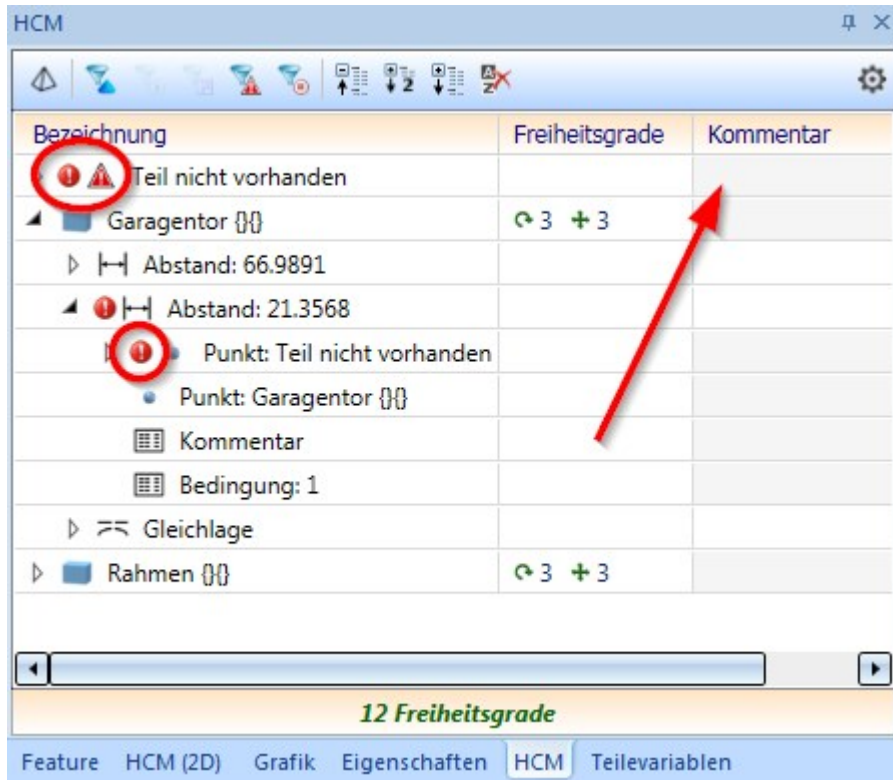 HCM
Bezeichnung Freiheitsgrade Kommentar
Teil nicht vorhanden
Garagentor {}{} 3 3
Abstand: 66.9891
Abstand: 21.3568
Punkt: Teil nicht vorhanden
Punkt: Garagentor {}{}
Kommentar
Bedingung: 1
Gleichlage
Rahmen {}{} 3 3
12 Freiheitsgrade
Feature HCM (2D) Grafik Eigenschaften HCM Teilevariablen